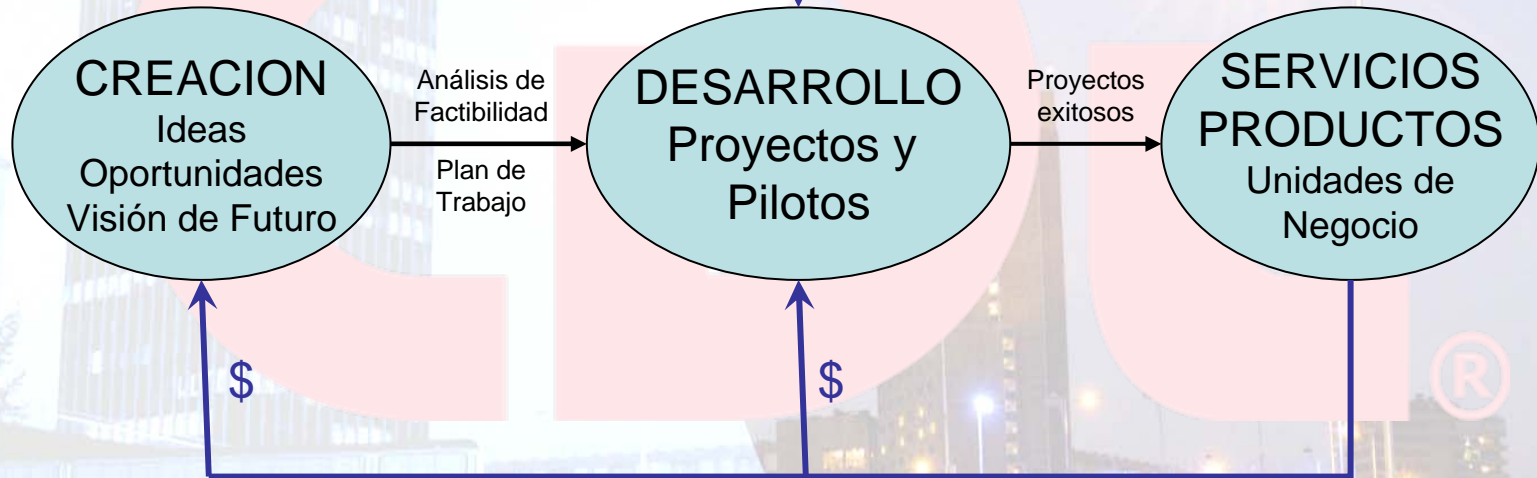 CREACION
Ideas
Oportunidades
Visión de Futuro
Análisis de
Factibilidad
Plan de
Trabajo
DESARROLLO
Proyectos y
Pilotos
Proyectos
exitosos
SERVICIOS
PRODUCTOS
Unidades de
Negocio
$
$
®